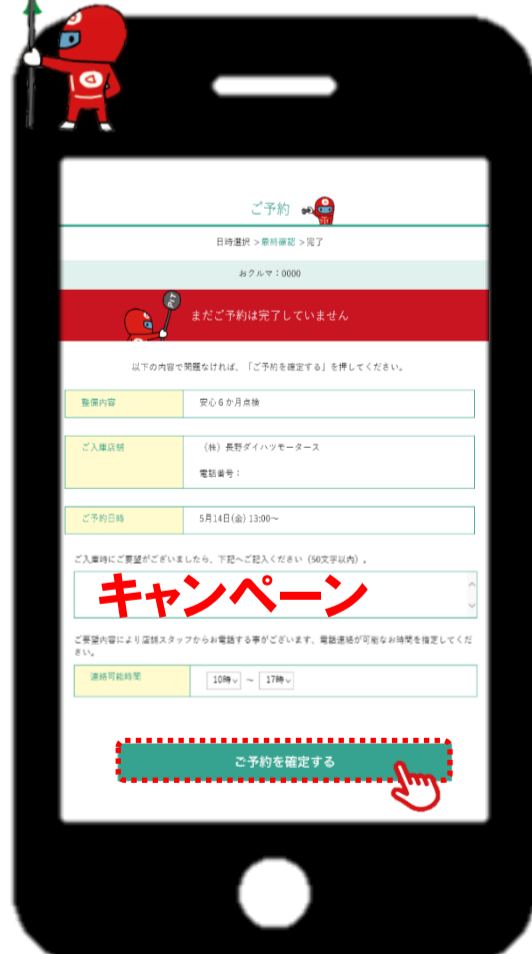 ご予約
日時選択 >最終確認 >完了
おクルマ：0000
PIT
まだご予約は完了していません
以下の内容で問題なければ、「ご予約を確定する」を押してください。
整備内容 安心６か月点検
ご入庫店舗 （株）長野ダイハツモータース
電話番号：
ご予約日時 5月14日(金) 13:00～
ご入庫時にご要望がございましたら、下記へご記入ください（50文字以内）。
キャンペーン
ご要望内容により店舗スタッフからお電話する事がございます、電話連絡が可能なお時間を指定してくだ
さい。
連絡可能時間 10時 ～ 17時
ご予約を確定する